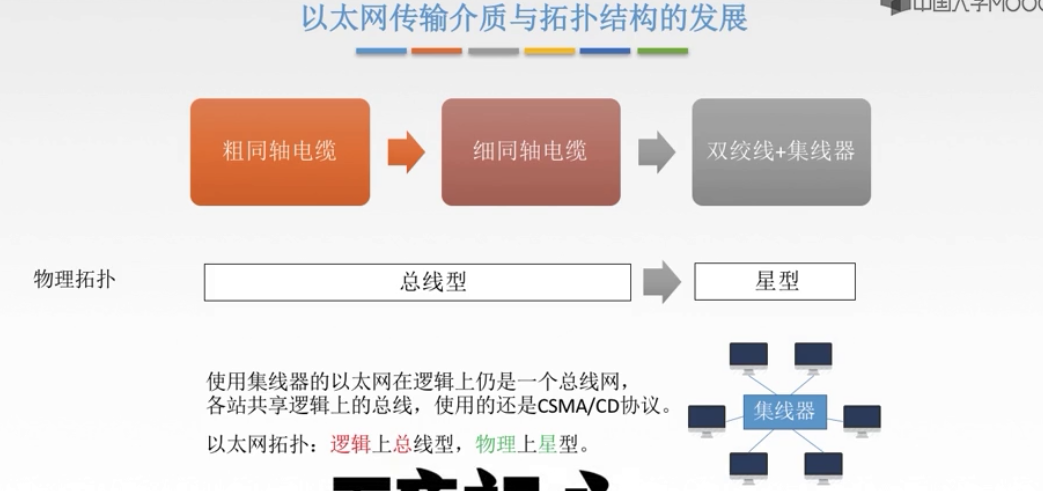 以太网传输介质与拓扑结构的发展
中国大学MOOC
粗同轴电缆
细同轴电缆
双绞线+集线器
物理拓扑
总线型
星型
使用集线器的以太网在逻辑上仍是一个总线网，
各站共享逻辑上的总线，使用的还是CSMA/CD协议。
集线器
以太网拓扑：逻辑上总线型，物理上星型。